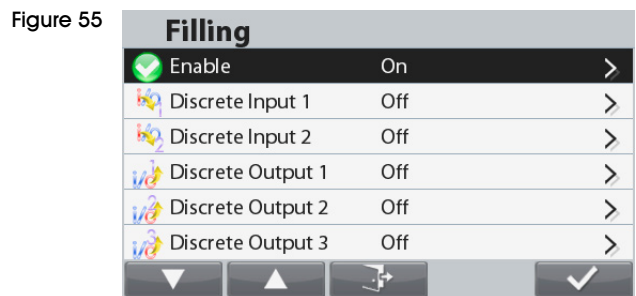 Figure 55
Filling
Enable On
Discrete Input 1 Off
Discrete Input 2 Off
Discrete Output 1 Off
Discrete Output 2 Off
Discrete Output 3 Off